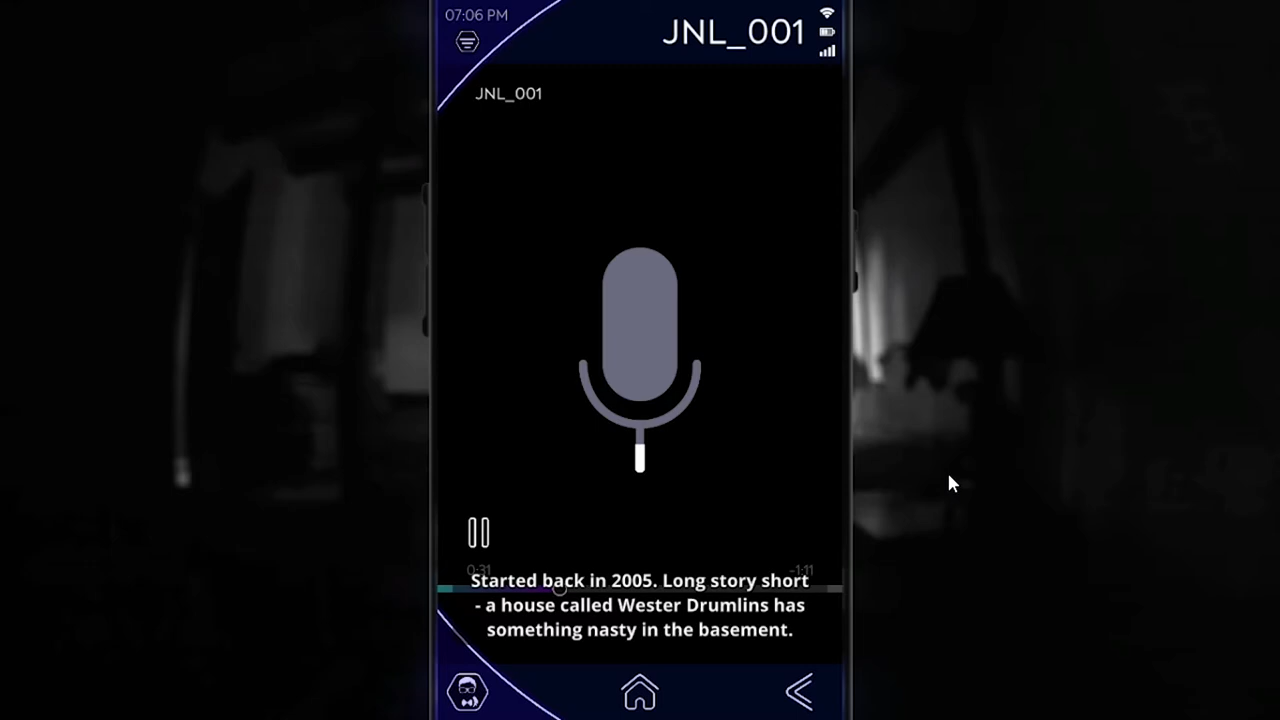 07:06 PM
JNL_001
JNL_001
0:31
-1:11
Started back in 2005. Long story short
- a house called Wester Drumlins has
something nasty in the basement.